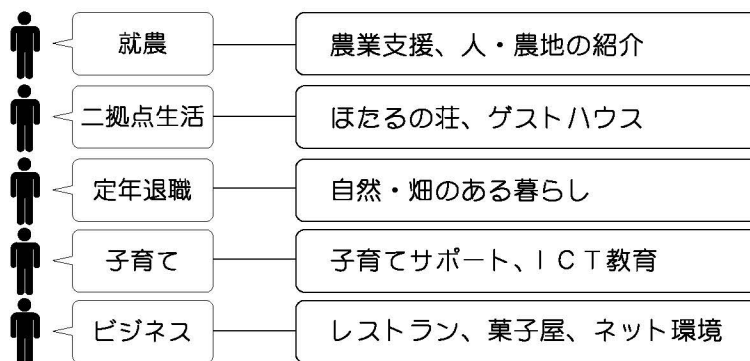 就農 農業支援、人・農地の紹介
二拠点生活 ほたるの荘、ゲストハウス
定年退職 自然・畑のある暮らし
子育て 子育てサポート、ＩＣＴ教育
ビジネス レストラン、菓子屋、ネット環境